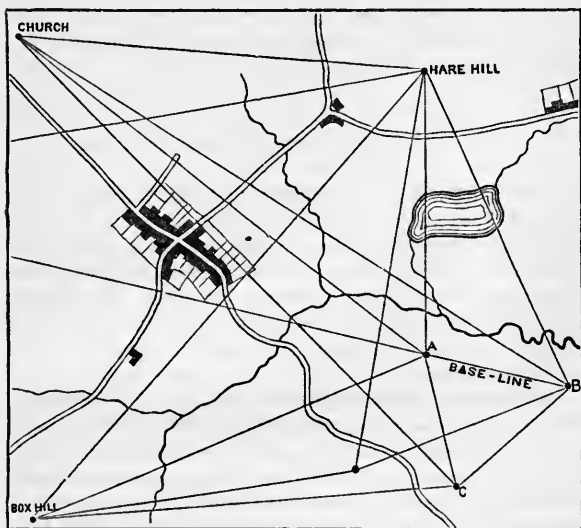 CHURCH
HARE HILL
A
BASE-LINE
B
C
BOX HILL